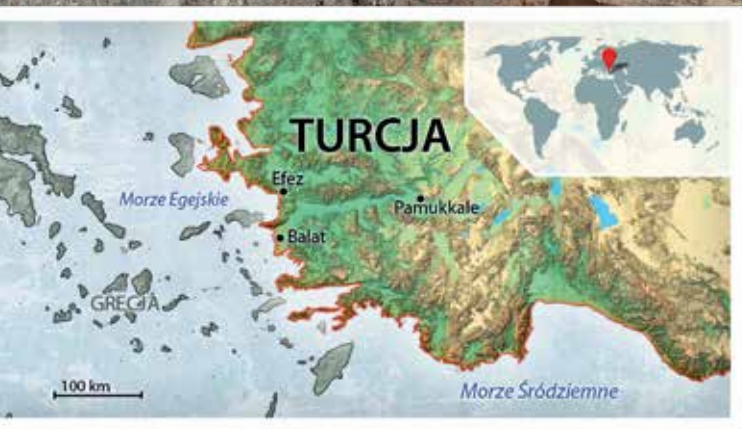 TURCJA
Efez
Morze Egejskie
Pamukkale
Balat
GRECJA
100 km
Morze Śródziemne